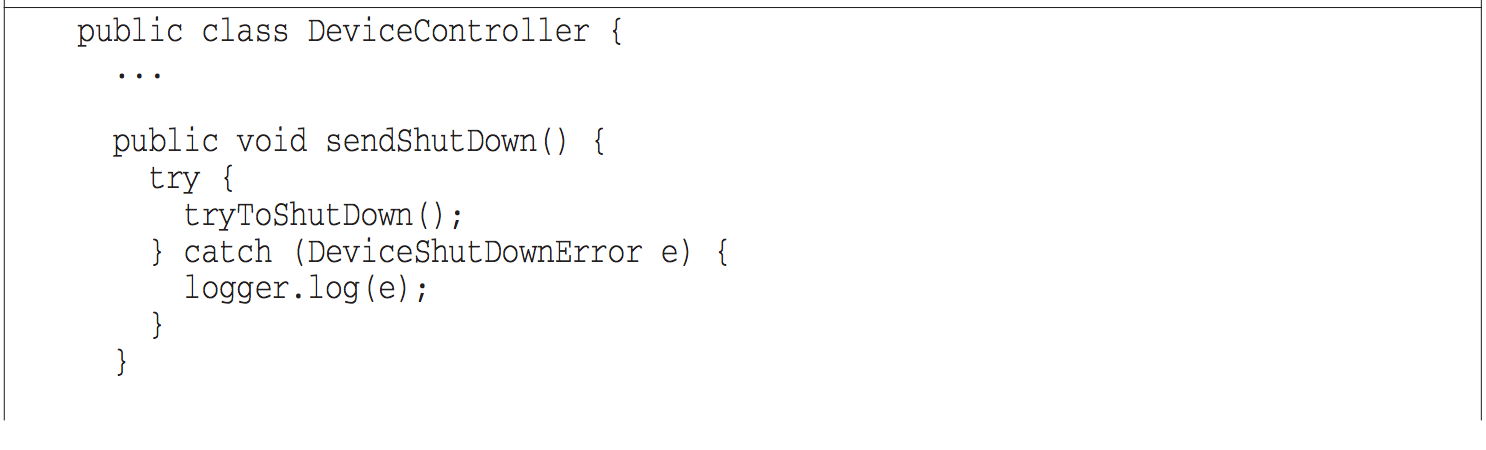 public class DeviceController {
...
public void sendShutDown() {
try {
tryToShutDown();
} catch (DeviceShutDownError e) {
logger.log(e);
}
}